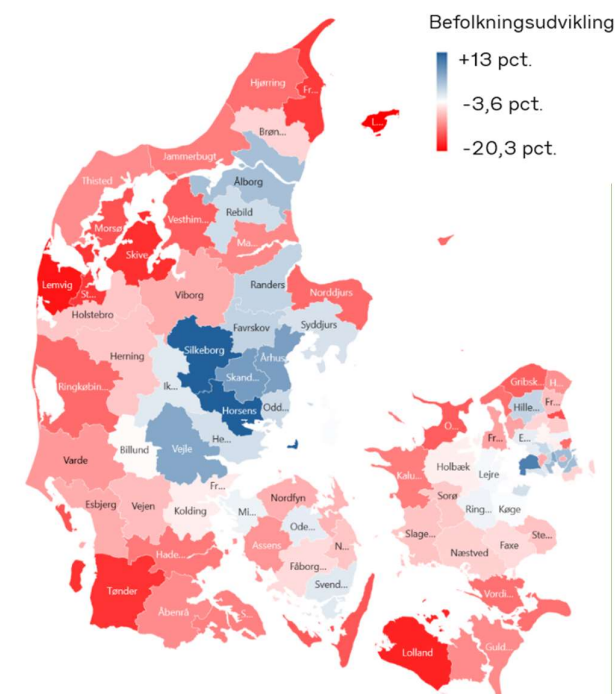 Befolkningsudvikling
+13 pct.
-3,6 pct.
-20,3 pct.
Hjørring
Fr...
L...
Brøn...
Jammerbugt
Thisted
Ålborg
Rebild
Vesthim...
Morsø
Ma...
Skive
Lemvig
St...
Viborg
Randers
Norddjurs
Holstebro
Favrskov
Syddjurs
Silkeborg
Århus
Herning
Skand...
Ik...
Ringkøbin...
Horsens
Odd...
He...
Billund
Vejle
Varde
Fr...
Esbjerg
Vejen
Kolding
Mi...
Nordfyn
Ode...
Hade...
Assens
N...
Fåborg...
Tønder
Svend...
Åbenrå
S...
Gribsk...
H...
O...
Hille...
Fr...
Fr...
E...
Kalu...
Holbæk
Lejre
Sorø
Ring...
Køge
Slage...
Ste...
Næstved
Faxe
Vordi...
Lolland
Guld...